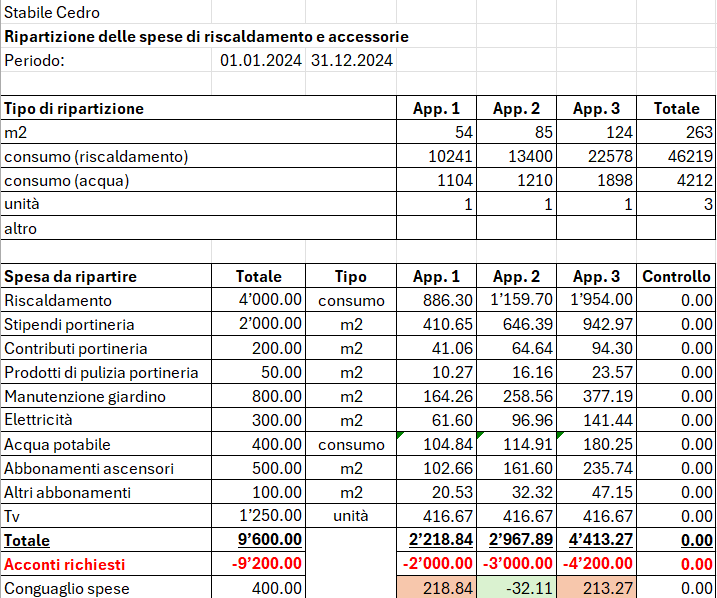 Stabile Cedro
Ripartizione delle spese di riscaldamento e accessorie
Periodo: 01.01.2024 31.12.2024
Tipo di ripartizione App. 1 App. 2 App. 3 Totale
m2 54 85 124 263
consumo (riscaldamento) 10241 13400 22578 46219
consumo (acqua) 1104 1210 1898 4212
unità 1 1 1 3
altro
Spesa da ripartire Totale Tipo App. 1 App. 2 App. 3 Controllo
Riscaldamento 4’000.00 consumo 886.30 1’159.70 1’954.00 0.00
Stipendi portineria 2’000.00 m2 410.65 646.39 942.97 0.00
Contributi portineria 200.00 m2 41.06 64.64 94.30 0.00
Prodotti di pulizia portineria 50.00 m2 10.27 16.16 23.57 0.00
Manutenzione giardino 800.00 m2 164.26 258.56 377.19 0.00
Elettricità 300.00 m2 61.60 96.96 141.44 0.00
Acqua potabile 400.00 consumo 104.84 114.91 180.25 0.00
Abbonamenti ascensori 500.00 m2 102.66 161.60 235.74 0.00
Altri abbonamenti 100.00 m2 20.53 32.32 47.15 0.00
Tv 1’250.00 unità 416.67 416.67 416.67 0.00
Totale 9’600.00 2’218.84 2’967.89 4’413.27 0.00
Acconti richiesti -9’200.00 -2’000.00 -3’000.00 -4’200.00 0.00
Conguaglio spese 400.00 218.84 -32.11 213.27 0.00